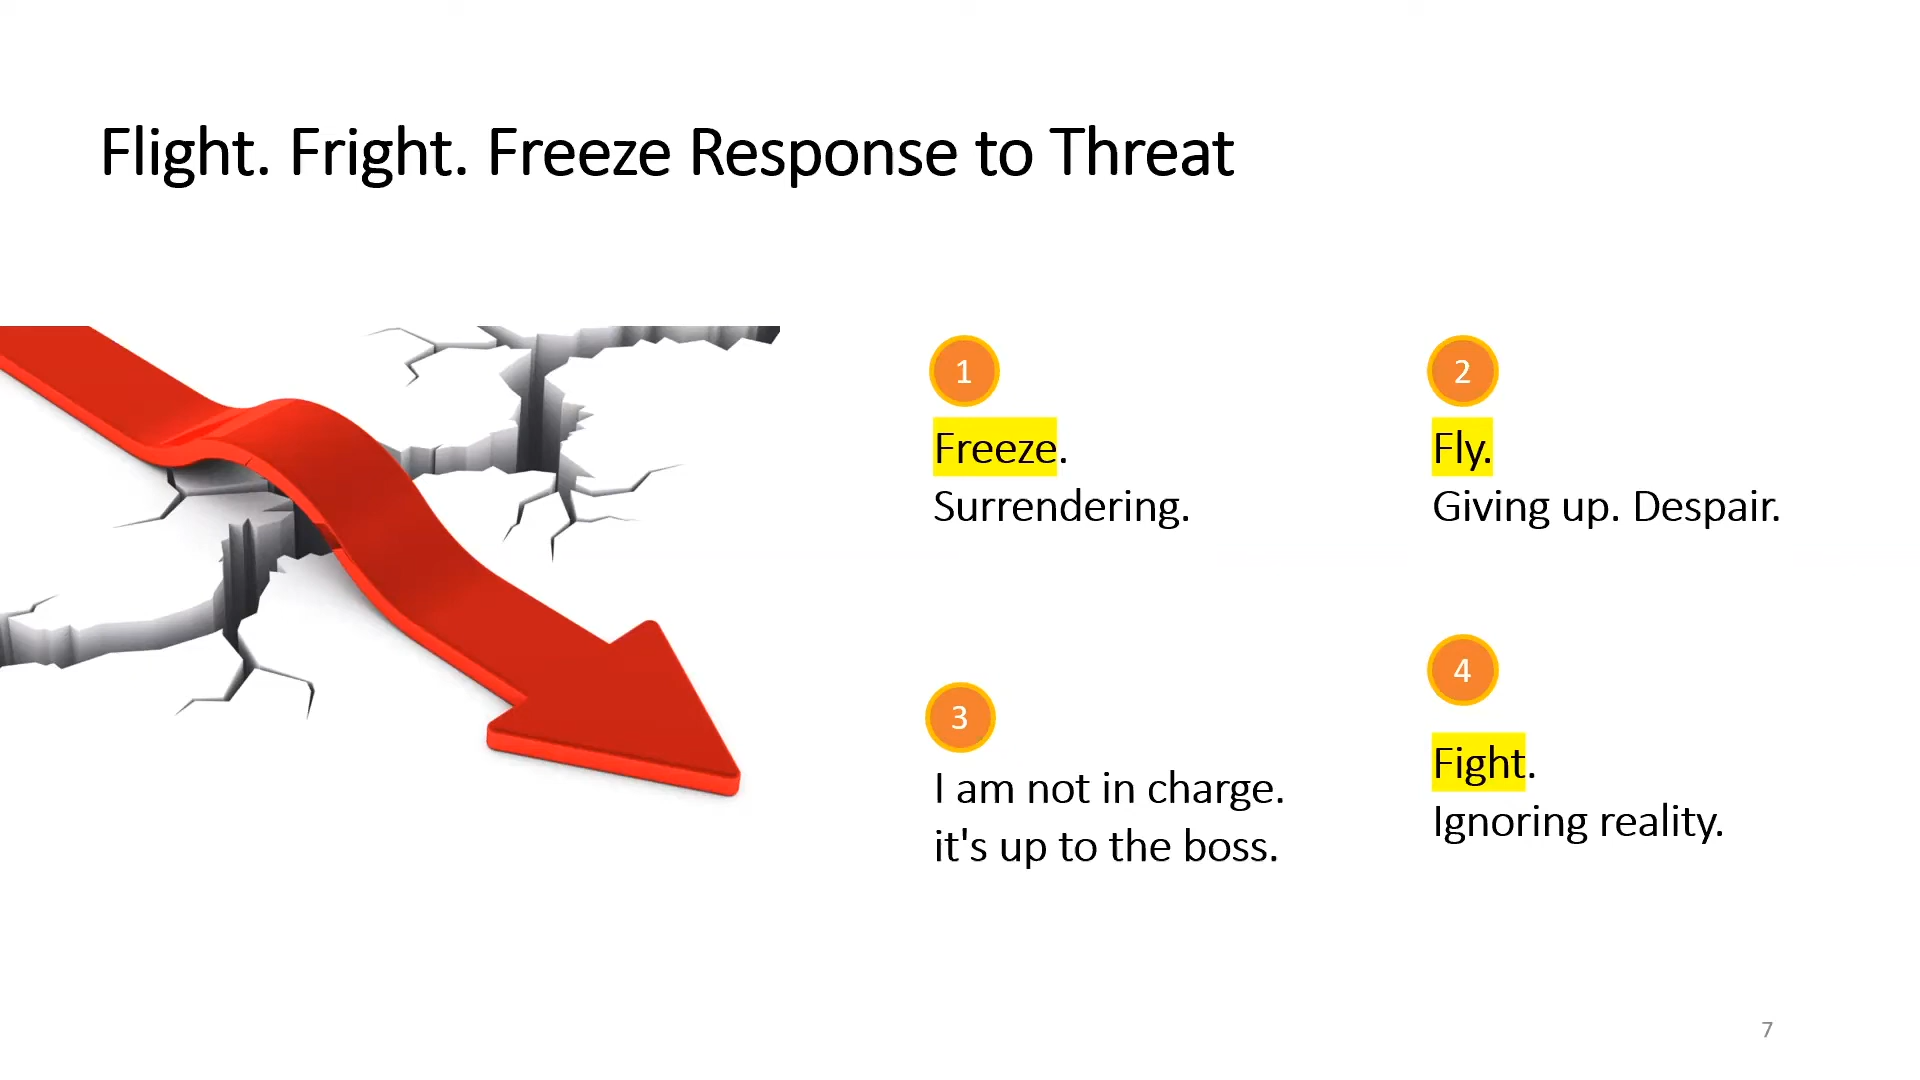 Flight. Fright. Freeze Response to Threat
1
Freeze.
Surrendering.
2
Fly.
Giving up. Despair.
3
I am not in charge.
it's up to the boss.
4
Fight.
Ignoring reality.
7